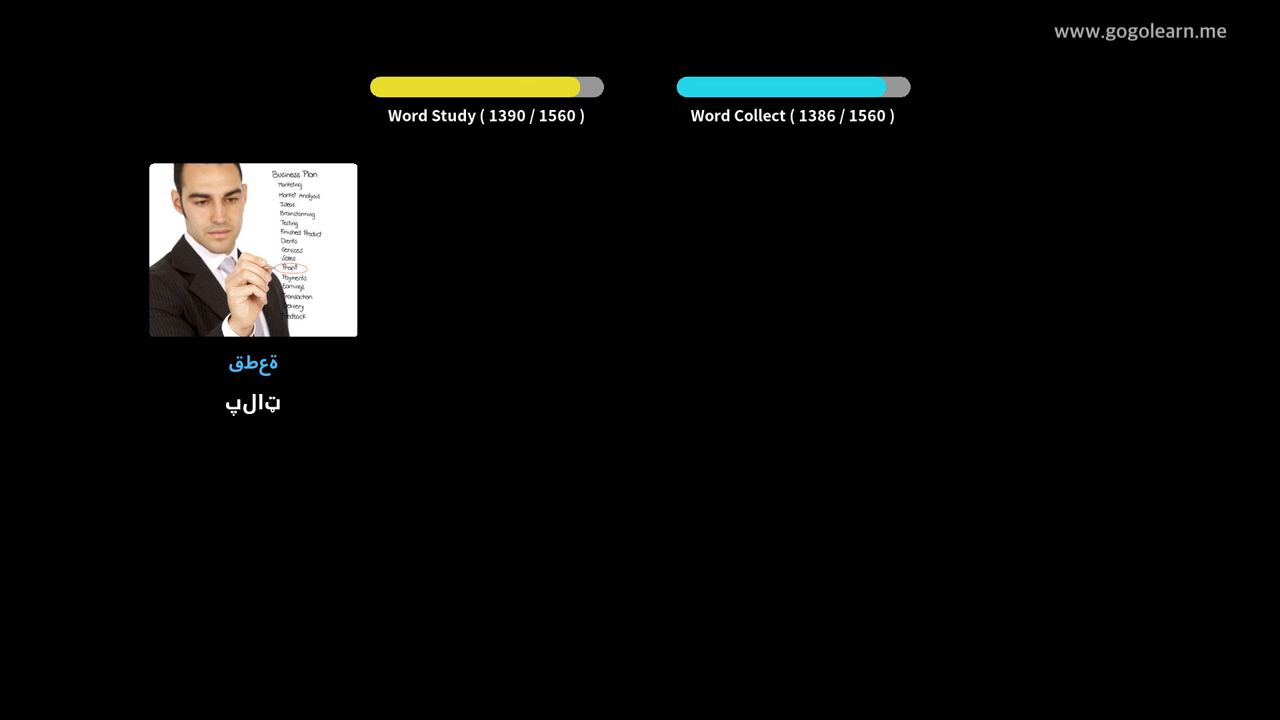 www.gogolearn.me
Word Study ( 1390 / 1560 )
Word Collect ( 1386 / 1560 )
Business Plan
Marketing
Market Analysis
Ideas
Brainstorming
Testing
Finished Product
Clients
Services
Sales
Profit
Payments
Earnings
Transaction
Delivery
Feedback
قطعة
پلاټ